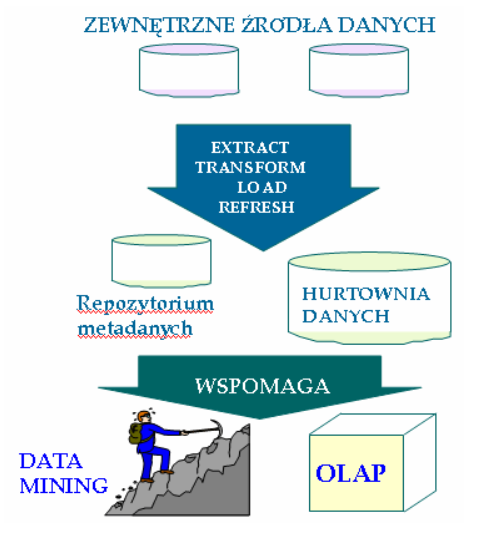 ZEWNĘTRZNE ŹRÓDŁA DANYCH
EXTRACT
TRANSFORM
LOAD
REFRESH
Repozytorium
metadanych
HURTOWNIA
DANYCH
WSPOMAGA
DATA
MINING
OLAP